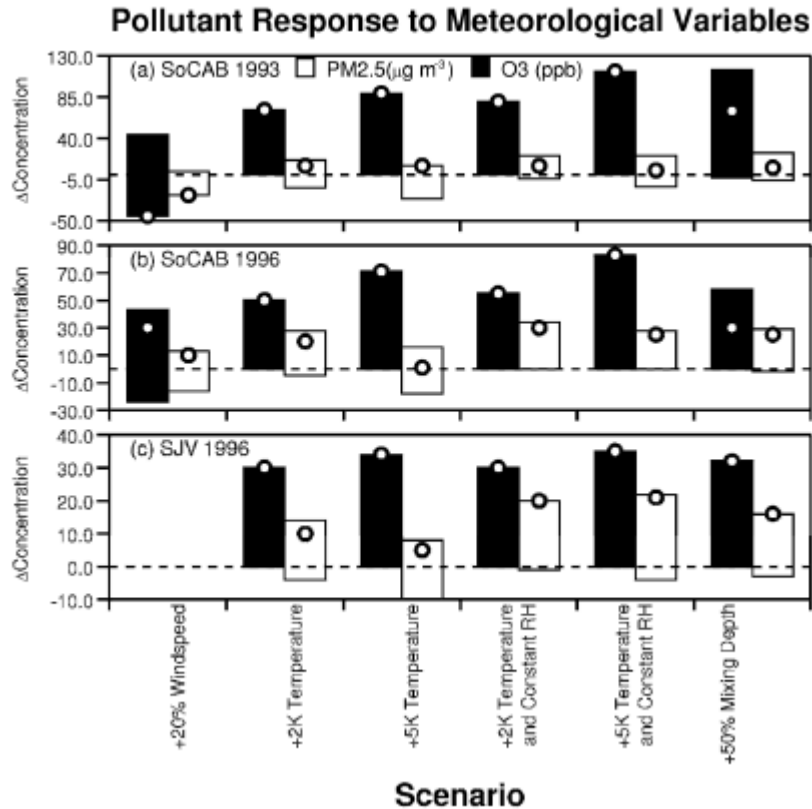 Pollutant Response to Meteorological Variables
(a) SoCAB 1993 PM2.5(μg m⁻³) O3 (ppb)
130.0
85.0
40.0
-5.0
-50.0
ΔConcentration
(b) SoCAB 1996
90.0
70.0
50.0
30.0
10.0
-10.0
-30.0
ΔConcentration
(c) SJV 1996
40.0
30.0
20.0
10.0
0.0
-10.0
ΔConcentration
+20% Windspeed
+2K Temperature
+5K Temperature
+2K Temperature
and Constant RH
+5K Temperature
and Constant RH
+50% Mixing Depth
Scenario